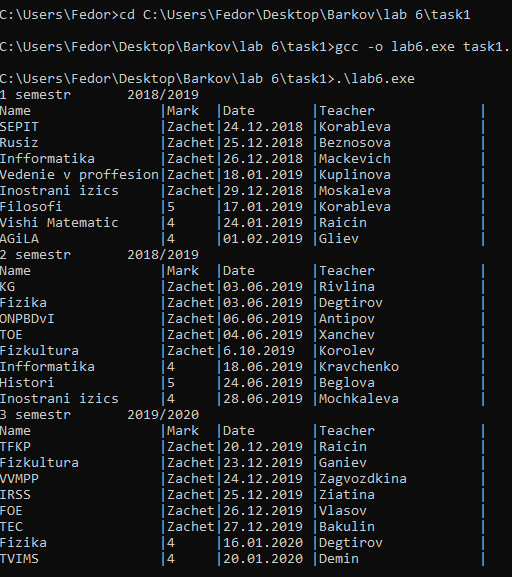 C:\Users\Fedor>cd C:\Users\Fedor\Desktop\Barkov\lab 6\task1
C:\Users\Fedor\Desktop\Barkov\lab 6\task1>gcc -o lab6.exe task1.
C:\Users\Fedor\Desktop\Barkov\lab 6\task1>.\lab6.exe
1 semestr       2018/2019
Name                |Mark  |Date       |Teacher             |
SEPIT               |Zachet|24.12.2018 |Korableva           |
Rusiz               |Zachet|25.12.2018 |Beznosova           |
Infformatika        |Zachet|26.12.2018 |Mackevich           |
Vedenie v proffesion|Zachet|18.01.2019 |Kuplinova           |
Inostrani izics     |Zachet|29.12.2018 |Moskaleva           |
Filosofi            |5     |17.01.2019 |Korableva           |
Vishi Matematic     |4     |24.01.2019 |Raicin              |
AGiLA               |4     |01.02.2019 |Gliev               |
2 semestr       2018/2019
Name                |Mark  |Date       |Teacher             |
KG                  |Zachet|03.06.2019 |Rivlina             |
Fizika              |Zachet|03.06.2019 |Degtirov            |
ONPBDvI             |Zachet|06.06.2019 |Antipov             |
TOE                 |Zachet|04.06.2019 |Xanchev             |
Fizkultura          |Zachet|6.10.2019  |Korolev             |
Infformatika        |4     |18.06.2019 |Kravchenko          |
Histori             |5     |24.06.2019 |Beglova             |
Inostrani izics     |4     |28.06.2019 |Mochkaleva          |
3 semestr       2019/2020
Name                |Mark  |Date       |Teacher             |
TFKP                |Zachet|20.12.2019 |Raicin              |
Fizkultura          |Zachet|23.12.2019 |Ganiev              |
VVMPP               |Zachet|24.12.2019 |Zagvozdkina         |
IRSS                |Zachet|25.12.2019 |Ziatina             |
FOE                 |Zachet|26.12.2019 |Vlasov              |
TEC                 |Zachet|27.12.2019 |Bakulin             |
Fizika              |4     |16.01.2020 |Degtirov            |
TVIMS               |4     |20.01.2020 |Demin               |